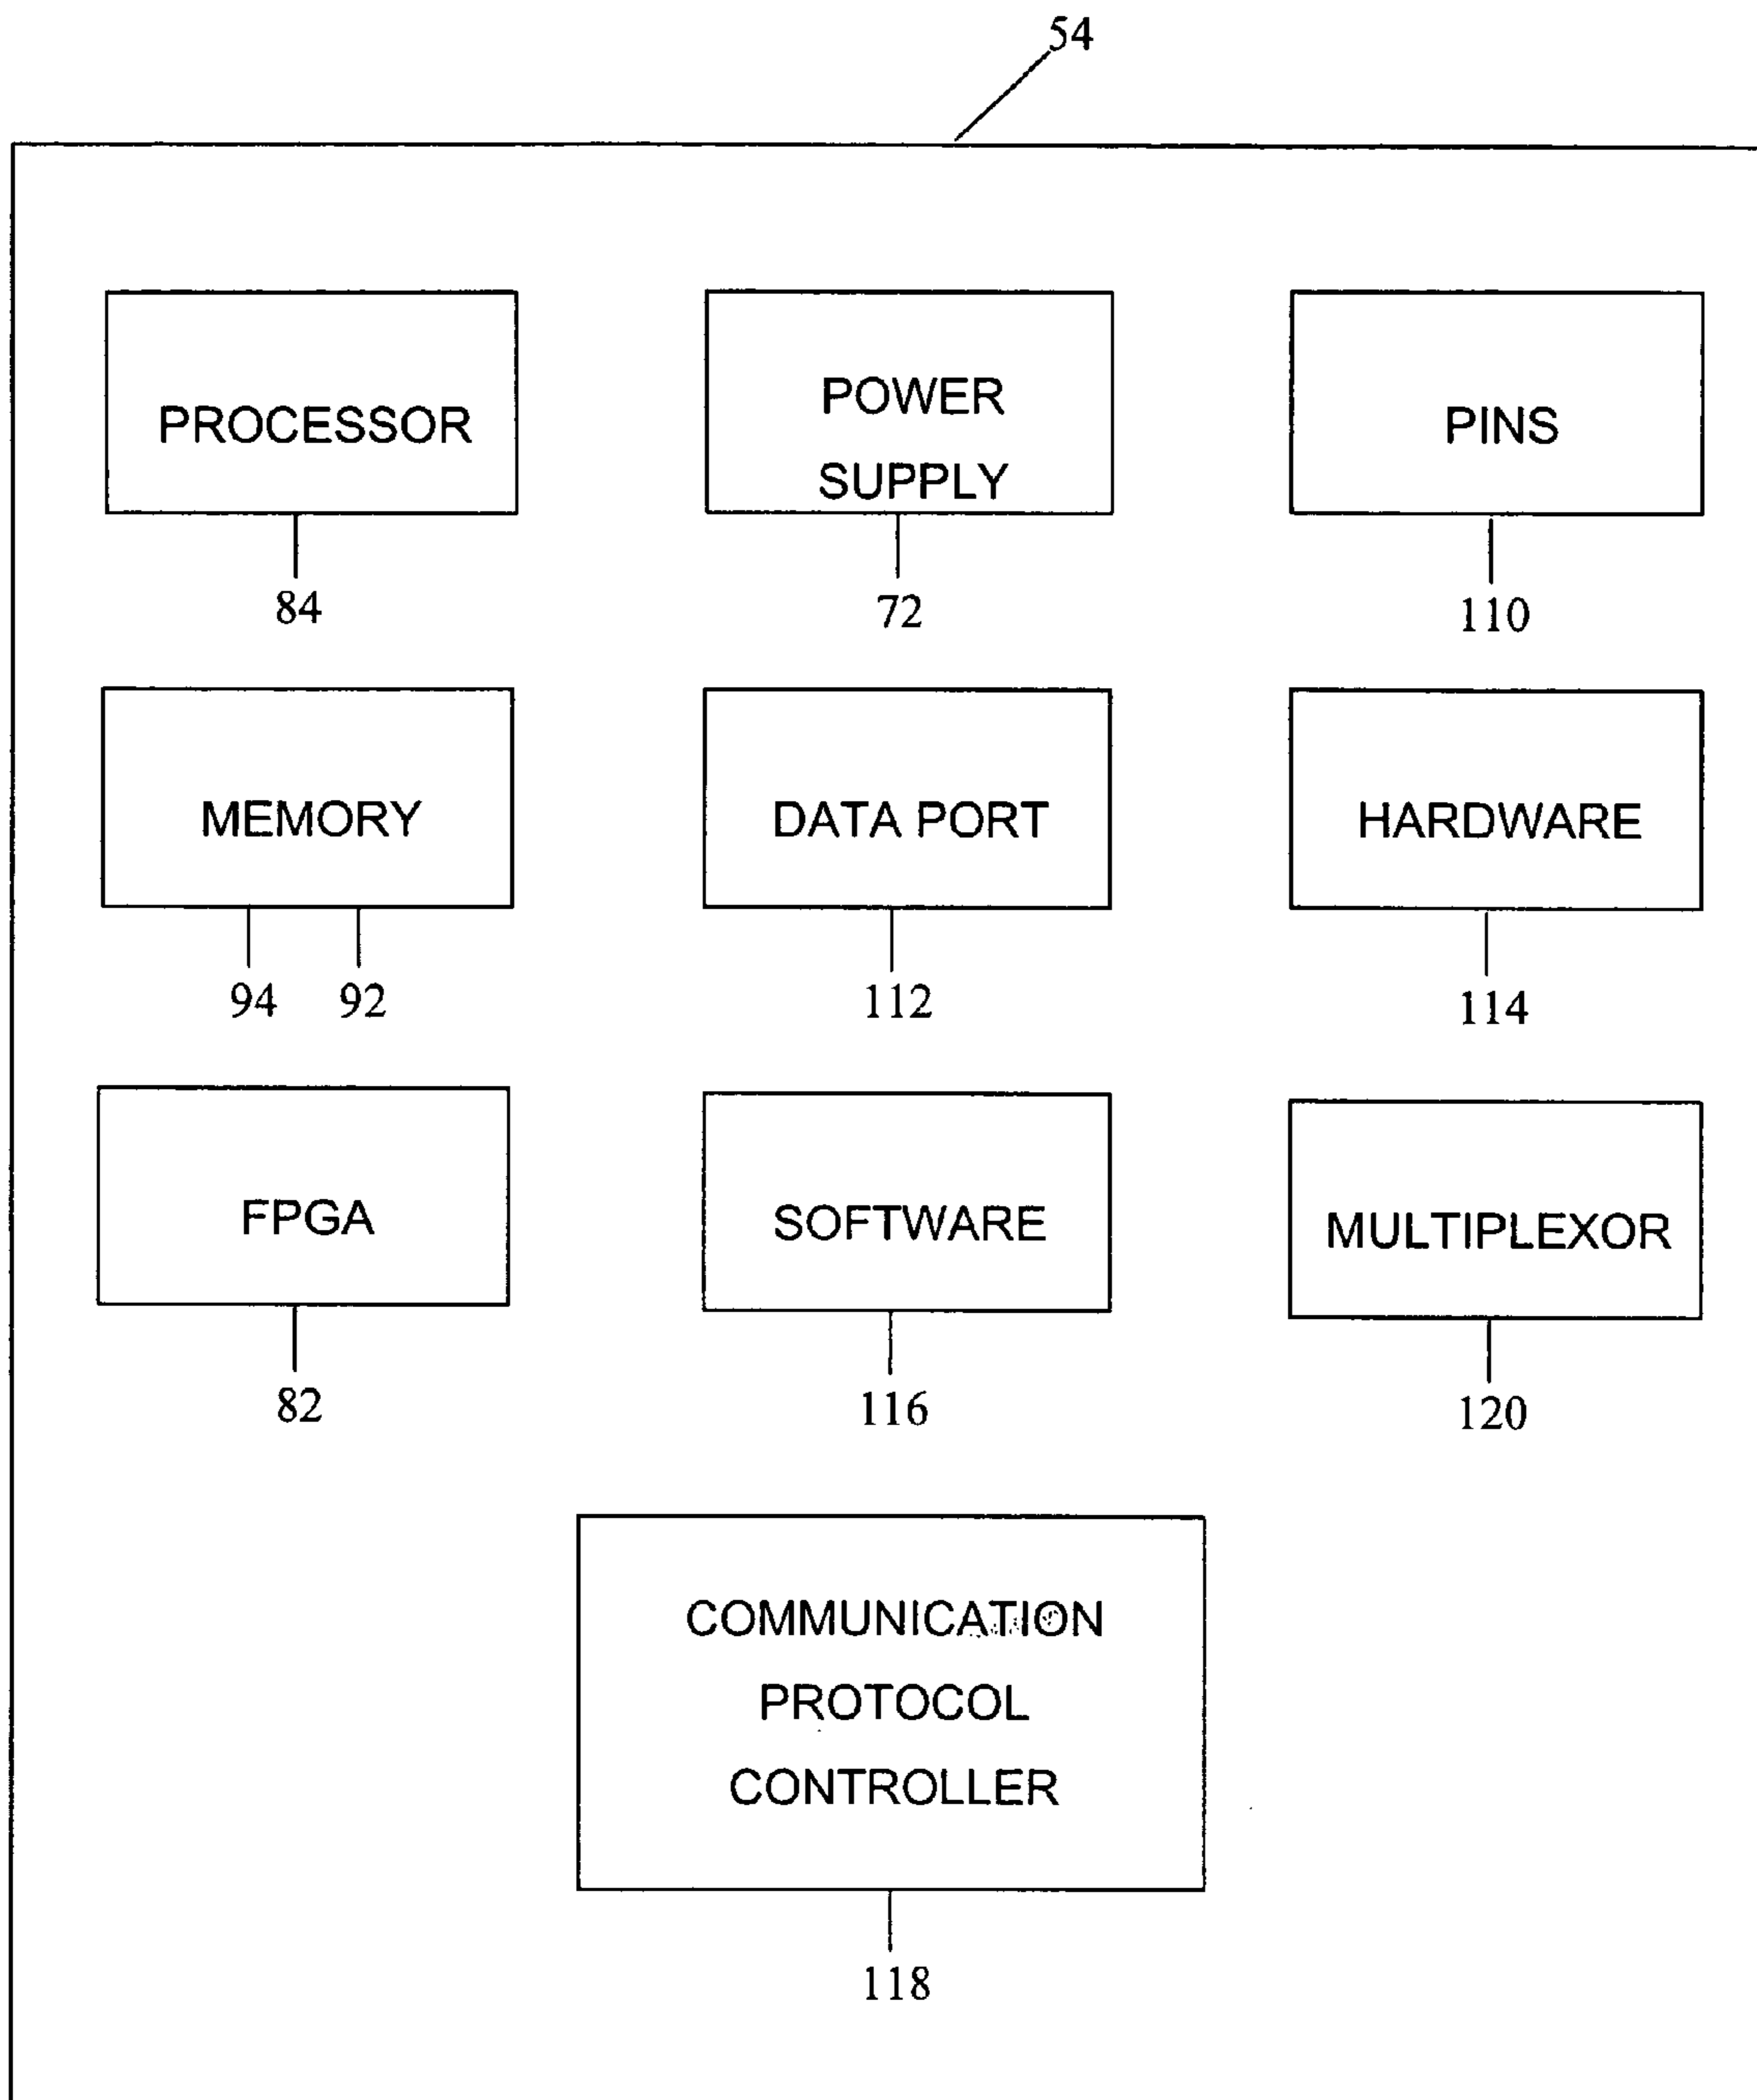 54
PROCESSOR
84
POWER
SUPPLY
72
PINS
110
MEMORY
94 92
DATA PORT
112
HARDWARE
114
FPGA
82
SOFTWARE
116
MULTIPLEXOR
120
COMMUNICATION
PROTOCOL
CONTROLLER
118